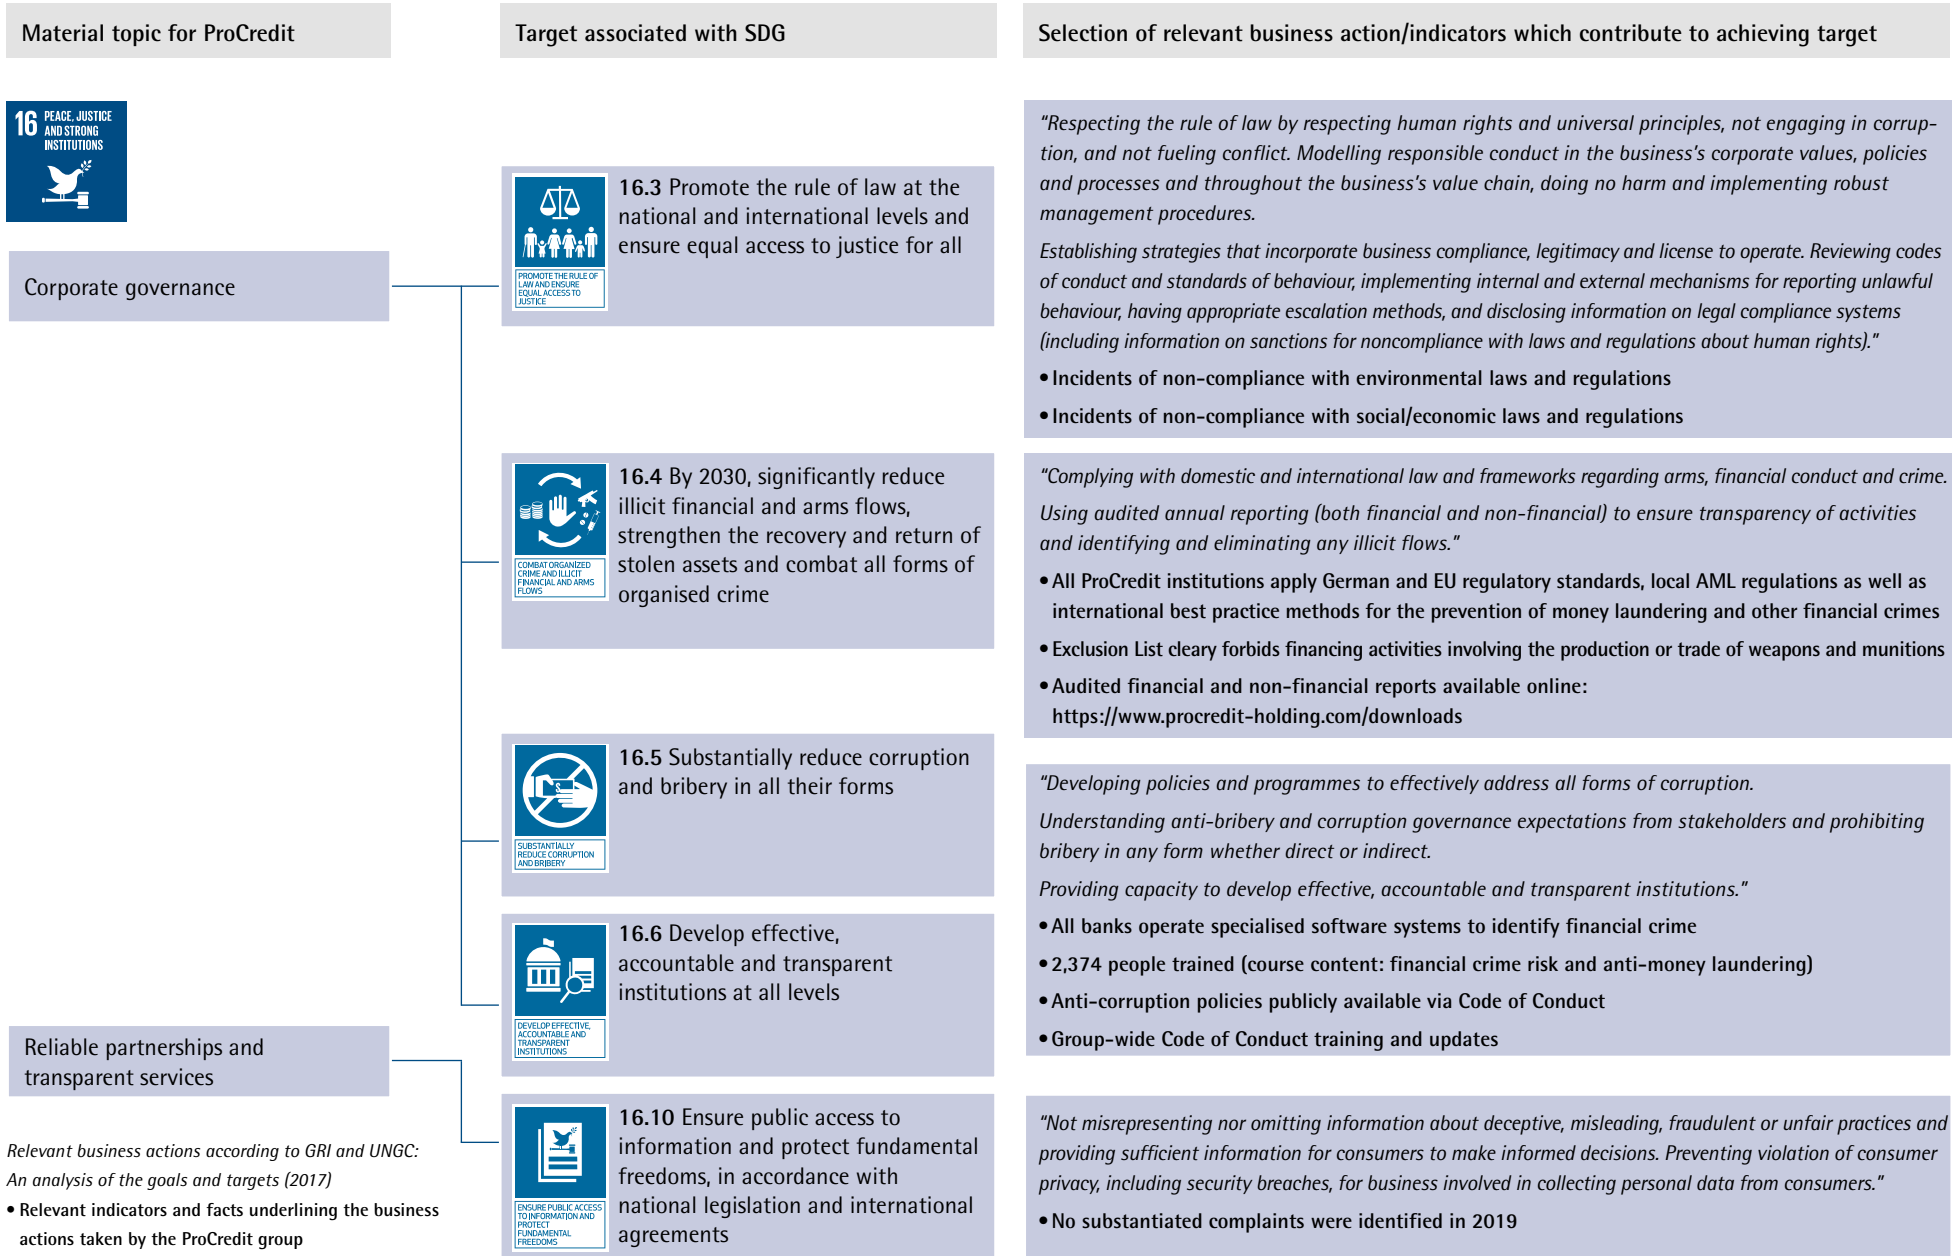 Material topic for ProCredit
Target associated with SDG
Selection of relevant business action/indicators which contribute to achieving target
16 PEACE, JUSTICE
AND STRONG
INSTITUTIONS
Corporate governance
PROMOTE THE RULE OF
LAW AND ENSURE
EQUAL ACCESS TO
JUSTICE
16.3 Promote the rule of law at the
national and international levels and
ensure equal access to justice for all
"Respecting the rule of law by respecting human rights and universal principles, not engaging in corrup-
tion, and not fueling conflict. Modelling responsible conduct in the business's corporate values, policies
and processes and throughout the business's value chain, doing no harm and implementing robust
management procedures.
Establishing strategies that incorporate business compliance, legitimacy and license to operate. Reviewing codes
of conduct and standards of behaviour, implementing internal and external mechanisms for reporting unlawful
behaviour, having appropriate escalation methods, and disclosing information on legal compliance systems
(including information on sanctions for noncompliance with laws and regulations about human rights)."
• Incidents of non-compliance with environmental laws and regulations
• Incidents of non-compliance with social/economic laws and regulations
COMBAT ORGANIZED
CRIME AND ILLICIT
FINANCIAL AND ARMS
FLOWS
16.4 By 2030, significantly reduce
illicit financial and arms flows,
strengthen the recovery and return of
stolen assets and combat all forms of
organised crime
"Complying with domestic and international law and frameworks regarding arms, financial conduct and crime.
Using audited annual reporting (both financial and non-financial) to ensure transparency of activities
and identifying and eliminating any illicit flows."
• All ProCredit institutions apply German and EU regulatory standards, local AML regulations as well as
international best practice methods for the prevention of money laundering and other financial crimes
• Exclusion List cleary forbids financing activities involving the production or trade of weapons and munitions
• Audited financial and non-financial reports available online:
https://www.procredit-holding.com/downloads
SUBSTANTIALLY
REDUCE CORRUPTION
AND BRIBERY
16.5 Substantially reduce corruption
and bribery in all their forms
"Developing policies and programmes to effectively address all forms of corruption.
Understanding anti-bribery and corruption governance expectations from stakeholders and prohibiting
bribery in any form whether direct or indirect.
Providing capacity to develop effective, accountable and transparent institutions."
• All banks operate specialised software systems to identify financial crime
• 2,374 people trained (course content: financial crime risk and anti-money laundering)
• Anti-corruption policies publicly available via Code of Conduct
• Group-wide Code of Conduct training and updates
DEVELOP EFFECTIVE,
ACCOUNTABLE AND
TRANSPARENT
INSTITUTIONS
16.6 Develop effective,
accountable and transparent
institutions at all levels
Reliable partnerships and
transparent services
ENSURE PUBLIC ACCESS
TO INFORMATION AND
PROTECT
FUNDAMENTAL
FREEDOMS
16.10 Ensure public access to
information and protect fundamental
freedoms, in accordance with
national legislation and international
agreements
"Not misrepresenting nor omitting information about deceptive, misleading, fraudulent or unfair practices and
providing sufficient information for consumers to make informed decisions. Preventing violation of consumer
privacy, including security breaches, for business involved in collecting personal data from consumers."
• No substantiated complaints were identified in 2019
Relevant business actions according to GRI and UNGC:
An analysis of the goals and targets (2017)
• Relevant indicators and facts underlining the business
actions taken by the ProCredit group